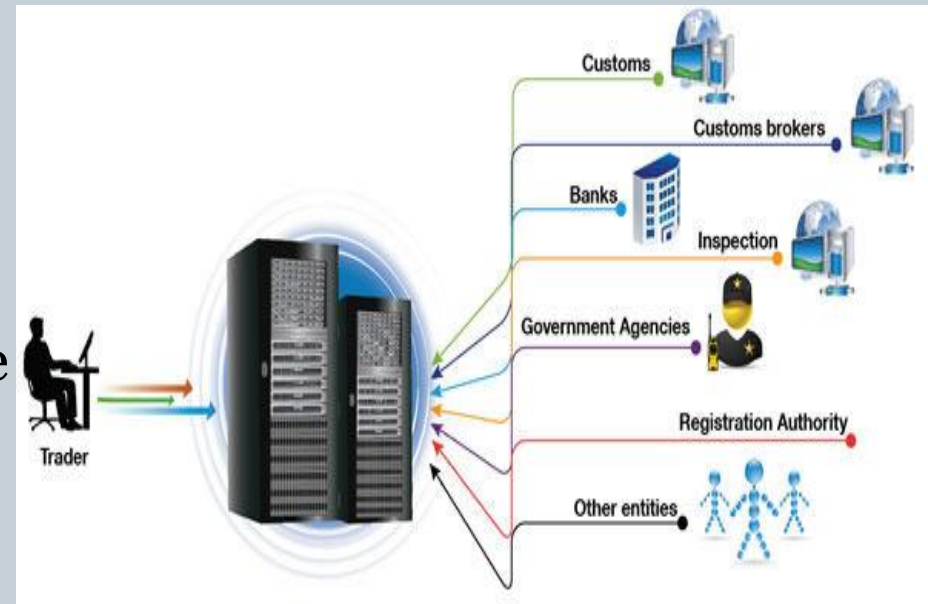 Customs
Customs brokers
Banks
Inspection
Government Agencies
e
Trader
Registration Authority
Other entities